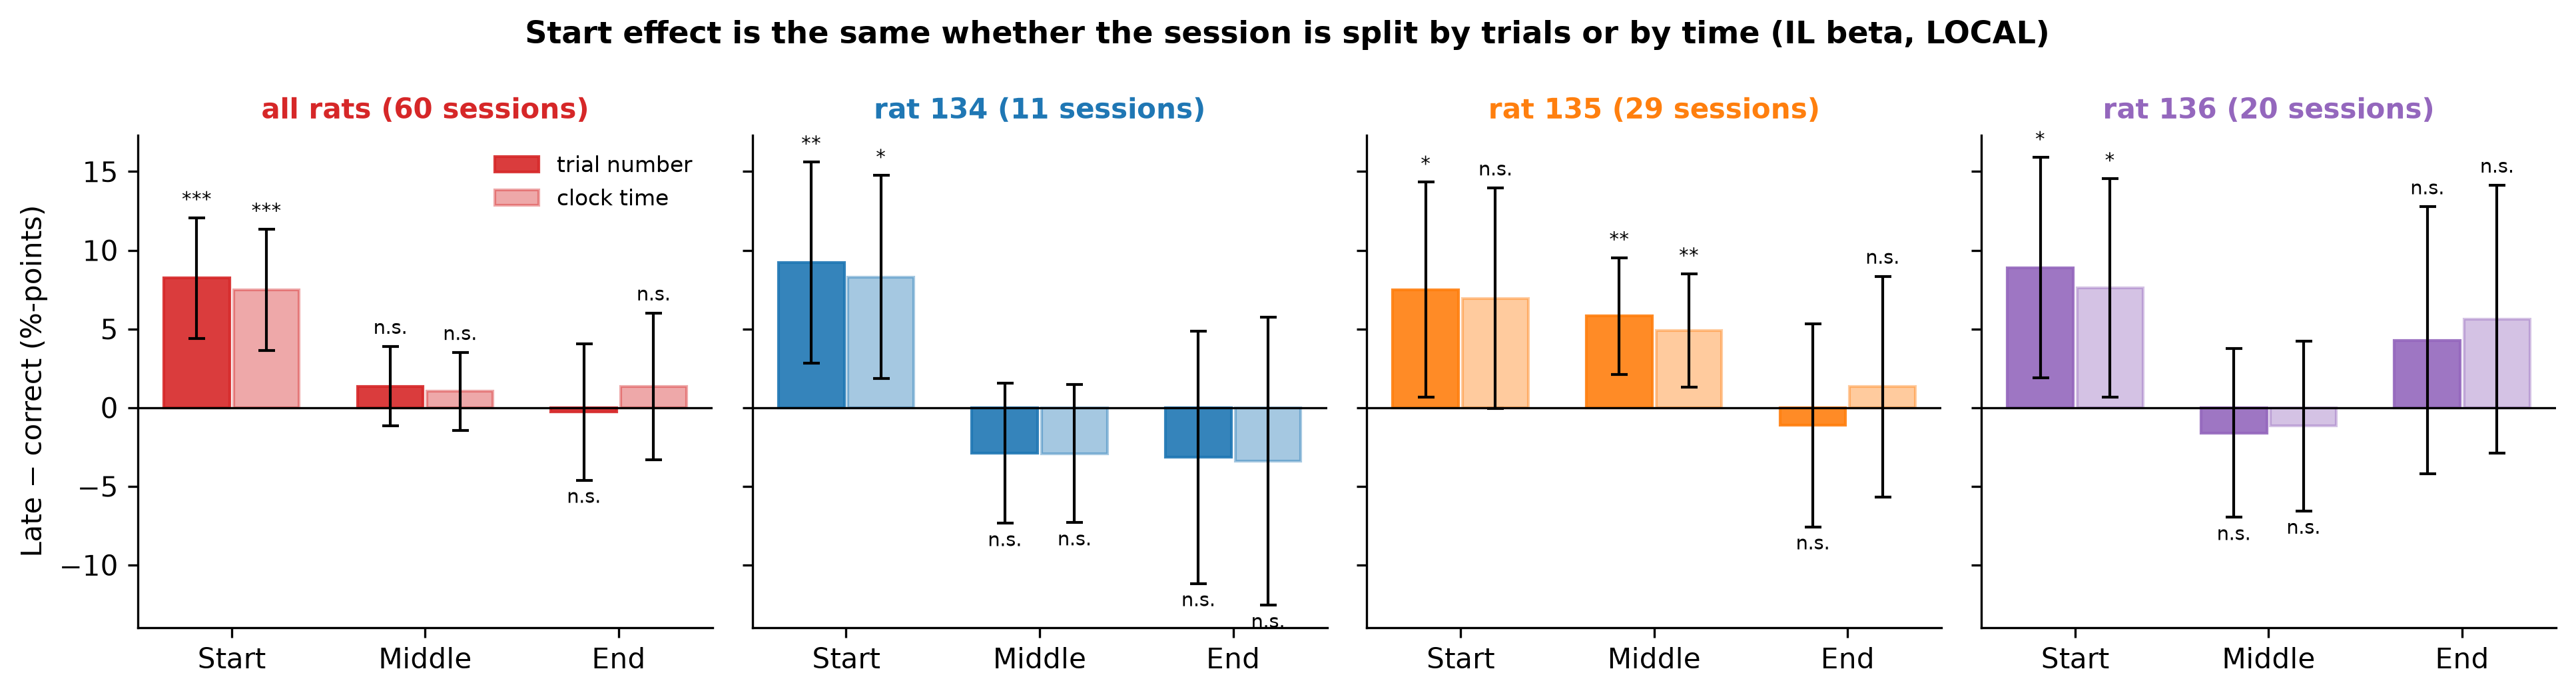 Start effect is the same whether the session is split by trials or by time (IL beta, LOCAL)
all rats (60 sessions)
Late − correct (%-points)
15
10
5
0
−5
−10
trial number
clock time
***
***
n.s.
n.s.
n.s.
n.s.
Start
Middle
End
rat 134 (11 sessions)
**
*
n.s.
n.s.
n.s.
n.s.
Start
Middle
End
rat 135 (29 sessions)
*
n.s.
**
**
n.s.
n.s.
Start
Middle
End
rat 136 (20 sessions)
*
*
n.s.
n.s.
n.s.
n.s.
Start
Middle
End